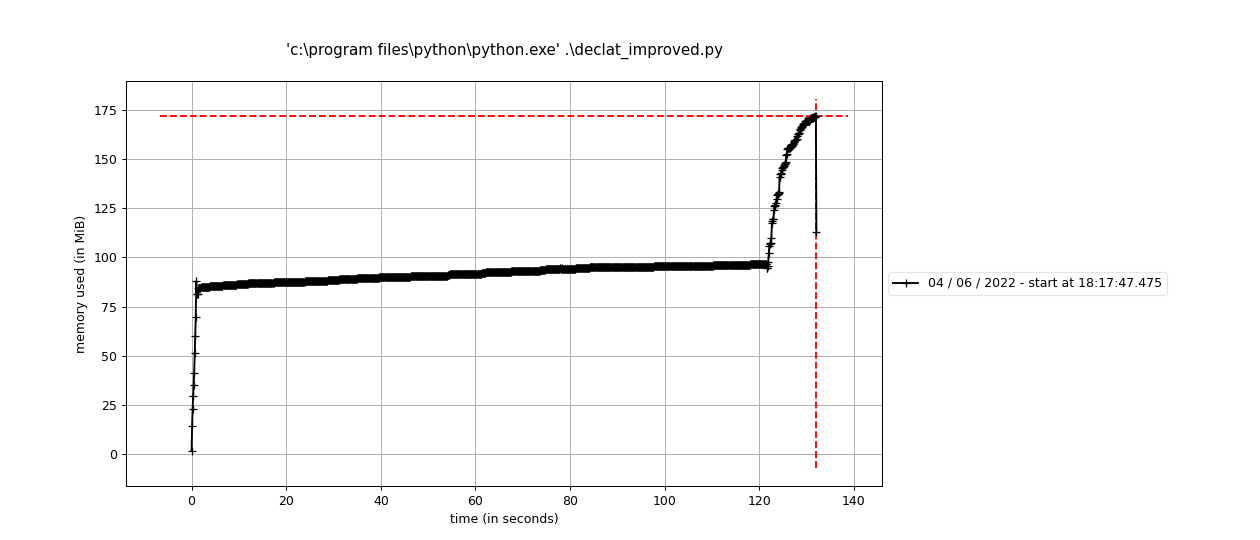 'c:\program files\python\python.exe' .\declat_improved.py
175
150
125
100
75
50
25
0
memory used (in MiB)
0 20 40 60 80 100 120 140
time (in seconds)
04 / 06 / 2022 - start at 18:17:47.475